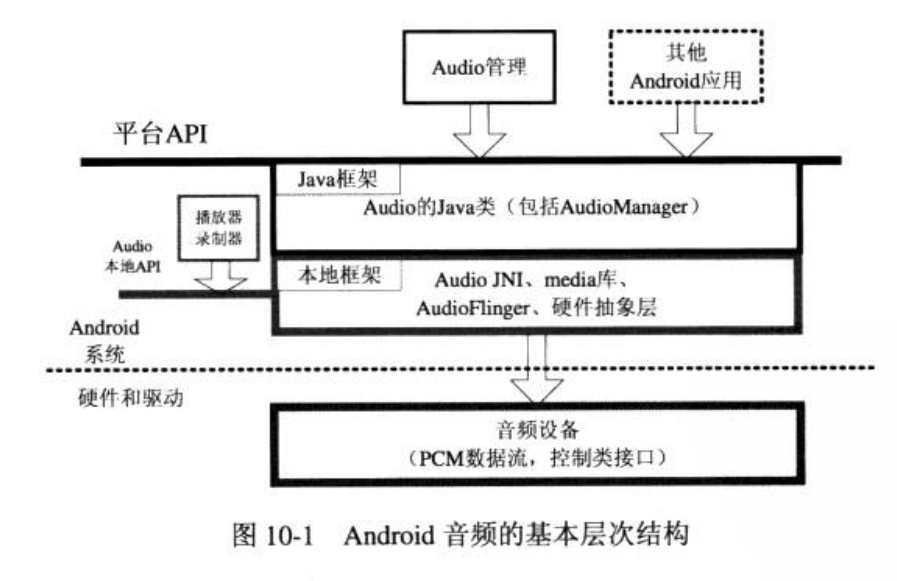 Audio管理
其他
Android应用
平台API
Java框架
Audio的Java类（包括AudioManager）
播放器
录制器
Audio
本地API
本地框架
Audio JNI、media库、
AudioFlinger、硬件抽象层
Android
系统
硬件和驱动
音频设备
（PCM数据流，控制类接口）
图 10-1 Android 音频的基本层次结构